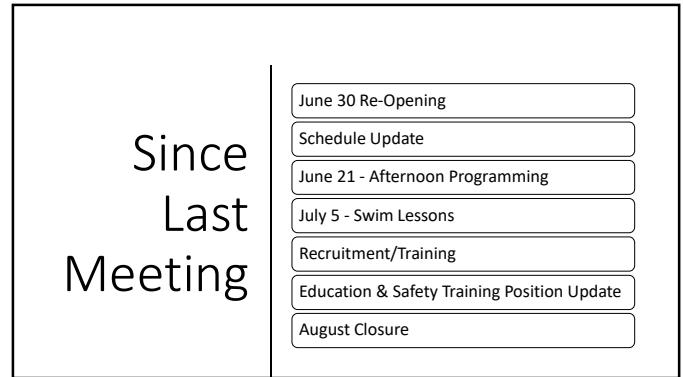 Since
Last
Meeting
June 30 Re-Opening
Schedule Update
June 21 - Afternoon Programming
July 5 - Swim Lessons
Recruitment/Training
Education & Safety Training Position Update
August Closure